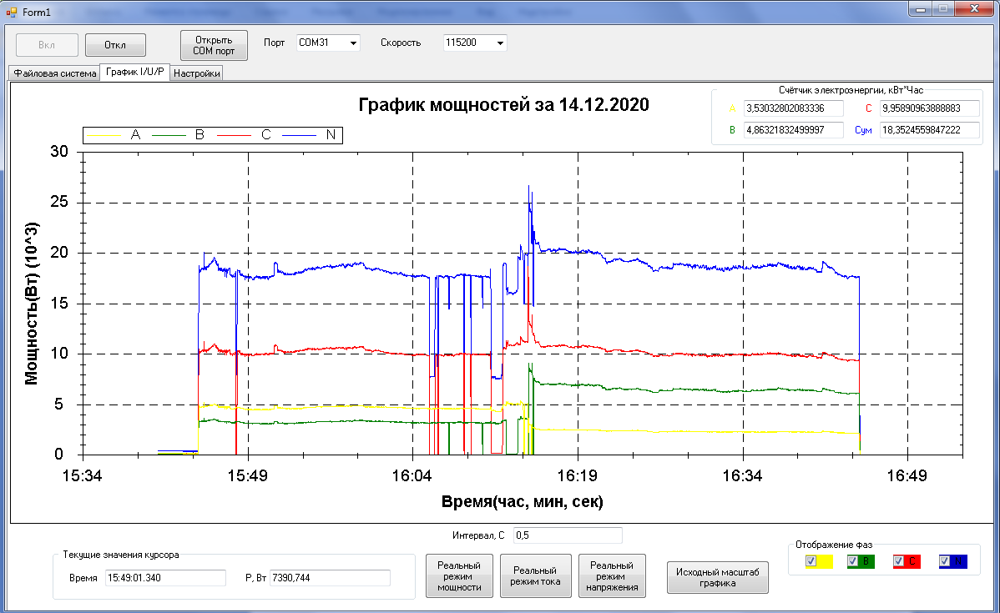 Form1
Вкл
Откл
Открыть
COM порт
Порт
COM31
Скорость
115200
Файловая система
График I/U/P
Настройки
График мощностей за 14.12.2020
Счётчик электроэнергии, кВт*Час
A 3,53032802083336 C 9,95890963888883
B 4,86321832499997 Сум 18,3524559847222
A B C N
30
25
20
15
10
5
0
Мощность(Вт) (10^3)
15:34 15:49 16:04 16:19 16:34 16:49
Время(час, мин, сек)
Интервал, С 0,5
Текущие значения курсора
Время 15:49:01.340 P, Вт 7390,744
Реальный
режим
мощности
Реальный
режим тока
Реальный
режим
напряжения
Исходный масштаб
графика
Отображение фаз
B C N